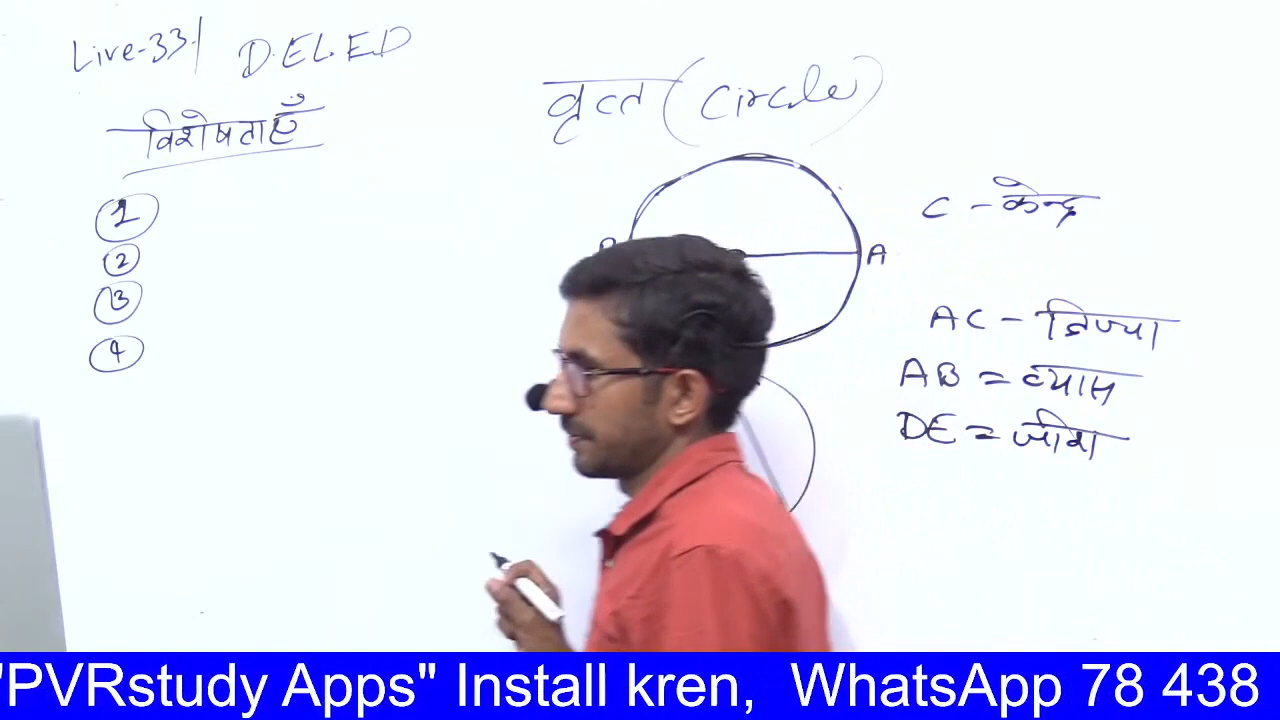 Live-33 | D.EL.ED
विशेषताएँ
1
2
3
4
वृत्त (Circle)
A
C - केन्द्र
AC - त्रिज्या
AB = व्यास
DE = जीवा
"PVRstudy Apps" Install kren, WhatsApp 78 438